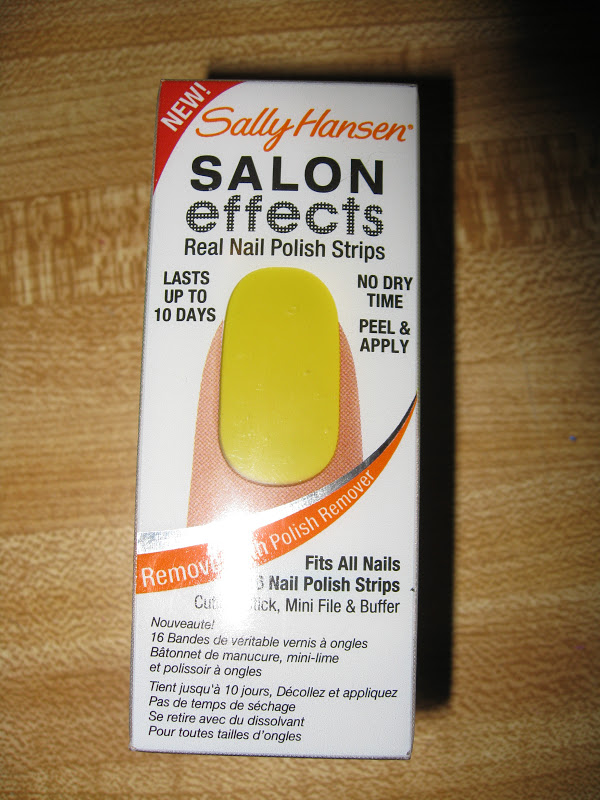 NEW!
Sally Hansen®
SALON
effects
Real Nail Polish Strips
LASTS
UP TO
10 DAYS
NO DRY
TIME
PEEL &
APPLY
Polish Remover
Fits All Nails
Nail Polish Strips
Mini File & Buffer
Nouveauté!
16 Bandes de véritable vernis à ongles
Bâtonnet de manucure, mini-lime
et polissoir à ongles
Tient jusqu'à 10 jours, Décollez et appliquez
Pas de temps de séchage
Se retire avec du dissolvant
Pour toutes tailles d'ongles